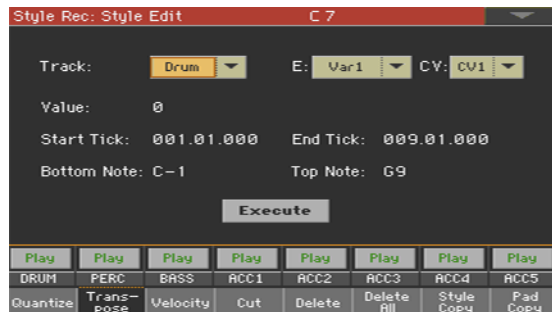 Style Rec: Style Edit C 7
Track: Drum E: Var1 CV: CV1
Value: 0
Start Tick: 001.01.000 End Tick: 009.01.000
Bottom Note: C-1 Top Note: G9
Execute
Play Play Play Play Play Play Play Play
DRUM PERC BASS ACC1 ACC2 ACC3 ACC4 ACC5
Quantize Trans-pose Velocity Cut Delete Delete All Style Copy Pad Copy